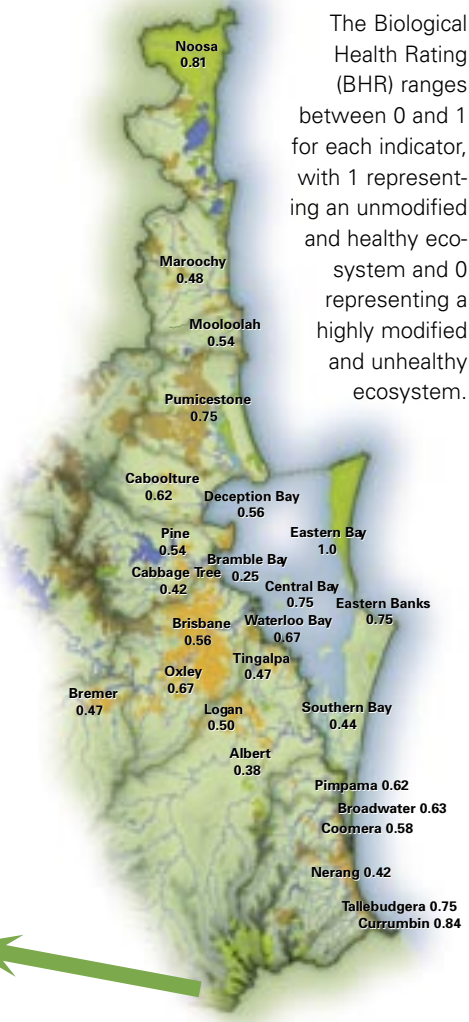 The Biological
Health Rating
(BHR) ranges
between 0 and 1
for each indicator,
with 1 represent-
ing an unmodified
and healthy eco-
system and 0
representing a
highly modified
and unhealthy
ecosystem.
Noosa
0.81
Maroochy
0.48
Mooloolah
0.54
Pumicestone
0.75
Caboolture
0.62
Deception Bay
0.56
Pine
0.54
Eastern Bay
1.0
Bramble Bay
0.25
Cabbage Tree
0.42
Central Bay
0.75
Eastern Banks
0.75
Brisbane
0.56
Waterloo Bay
0.67
Tingalpa
0.47
Oxley
0.67
Bremer
0.47
Logan
0.50
Southern Bay
0.44
Albert
0.38
Pimpama 0.62
Broadwater 0.63
Coomera 0.58
Nerang 0.42
Tallebudgera 0.75
Currumbin 0.84